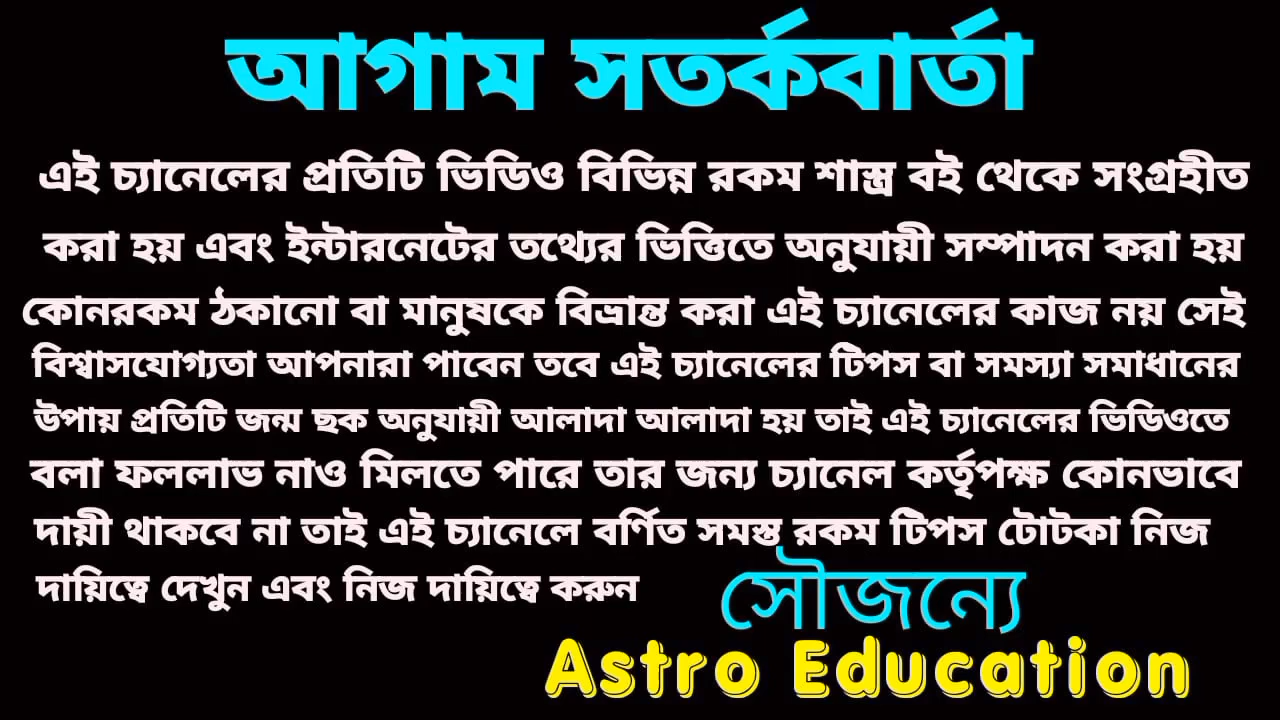 আগাম সতর্কবার্তা
এই চ্যানেলের প্রতিটি ভিডিও বিভিন্ন রকম শাস্ত্র বই থেকে সংগ্রহীত
করা হয় এবং ইন্টারনেটের তথ্যের ভিত্তিতে অনুযায়ী সম্পাদন করা হয়
কোনরকম ঠকানো বা মানুষকে বিভ্রান্ত করা এই চ্যানেলের কাজ নয় সেই
বিশ্বাসযোগ্যতা আপনারা পাবেন তবে এই চ্যানেলের টিপস বা সমস্যা সমাধানের
উপায় প্রতিটি জন্ম ছক অনুযায়ী আলাদা আলাদা হয় তাই এই চ্যানেলের ভিডিওতে
বলা ফললাভ নাও মিলতে পারে তার জন্য চ্যানেল কর্তৃপক্ষ কোনভাবে
দায়ী থাকবে না তাই এই চ্যানেলে বর্ণিত সমস্ত রকম টিপস টোটকা নিজ
দায়িত্বে দেখুন এবং নিজ দায়িত্বে করুন
সৌজন্যে
Astro Education